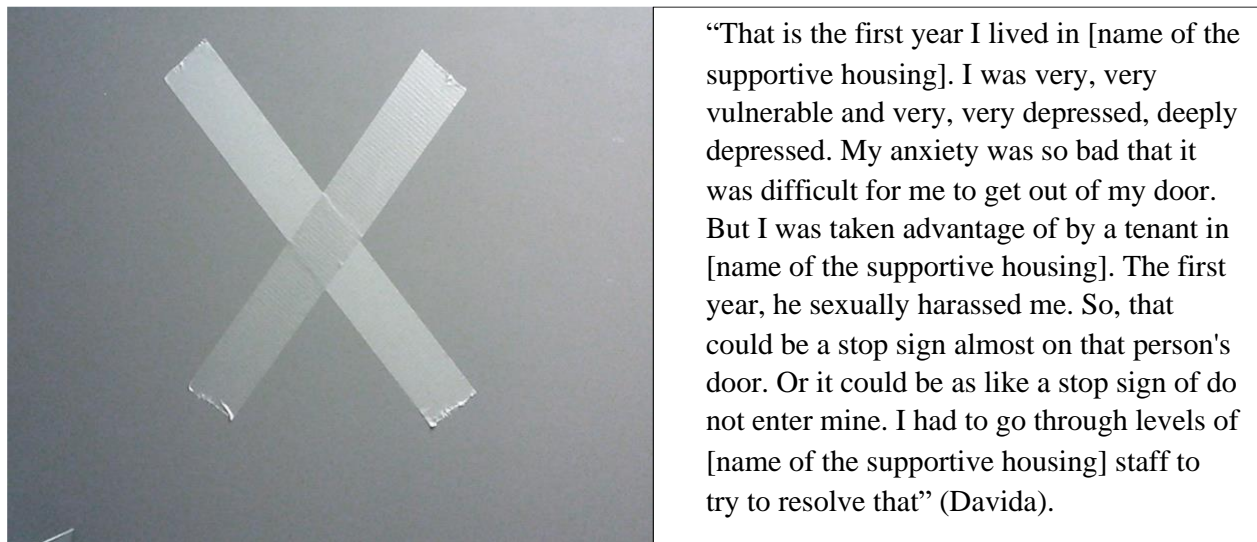 “That is the first year I lived in [name of the
supportive housing]. I was very, very
vulnerable and very, very depressed, deeply
depressed. My anxiety was so bad that it
was difficult for me to get out of my door.
But I was taken advantage of by a tenant in
[name of the supportive housing]. The first
year, he sexually harassed me. So, that
could be a stop sign almost on that person's
door. Or it could be as like a stop sign of do
not enter mine. I had to go through levels of
[name of the supportive housing] staff to
try to resolve that” (Davida).